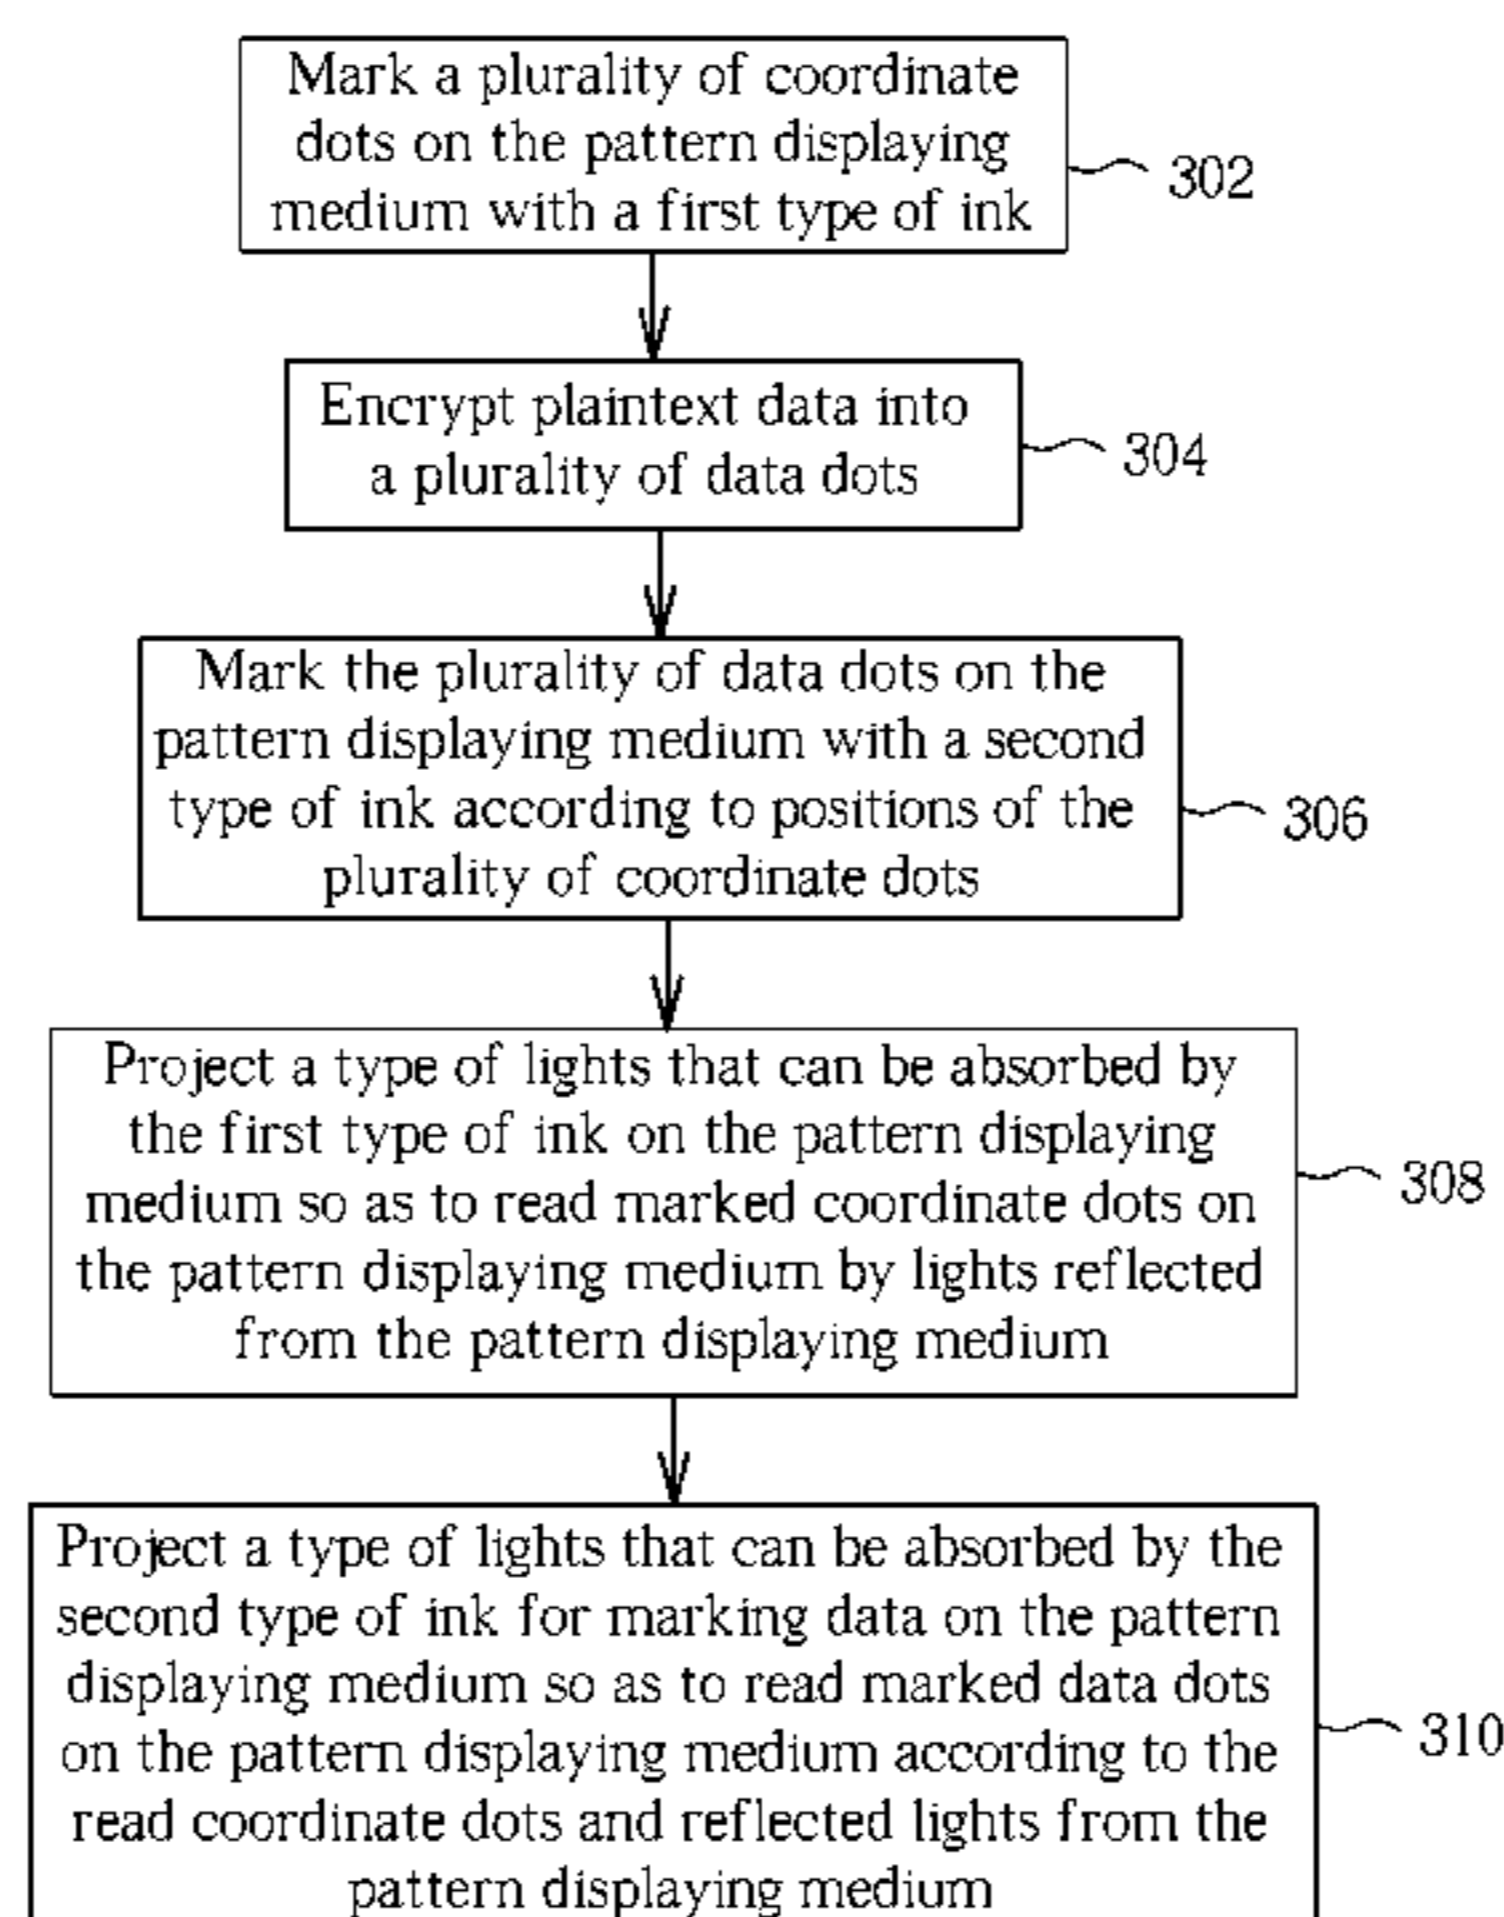 Mark a plurality of coordinate
dots on the pattern displaying
medium with a first type of ink
302
Encrypt plaintext data into
a plurality of data dots
304
Mark the plurality of data dots on the
pattern displaying medium with a second
type of ink according to positions of the
plurality of coordinate dots
306
Project a type of lights that can be absorbed by
the first type of ink on the pattern displaying
medium so as to read marked coordinate dots on
the pattern displaying medium by lights reflected
from the pattern displaying medium
308
Project a type of lights that can be absorbed by the
second type of ink for marking data on the pattern
displaying medium so as to read marked data dots
on the pattern displaying medium according to the
read coordinate dots and reflected lights from the
pattern displaying medium
310